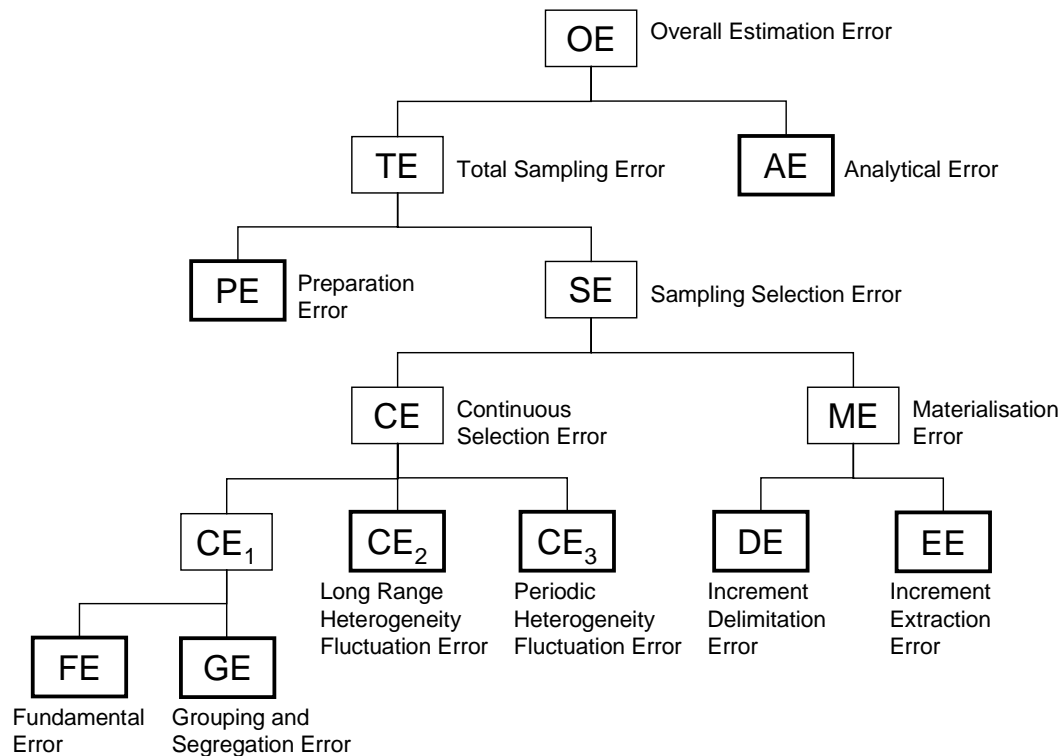 OE
Overall Estimation Error
TE
Total Sampling Error
AE
Analytical Error
PE
Preparation
Error
SE
Sampling Selection Error
CE
Continuous
Selection Error
ME
Materialisation
Error
CE1
CE2
Long Range
Heterogeneity
Fluctuation Error
CE3
Periodic
Heterogeneity
Fluctuation Error
DE
Increment
Delimitation
Error
EE
Increment
Extraction
Error
FE
Fundamental
Error
GE
Grouping and
Segregation Error